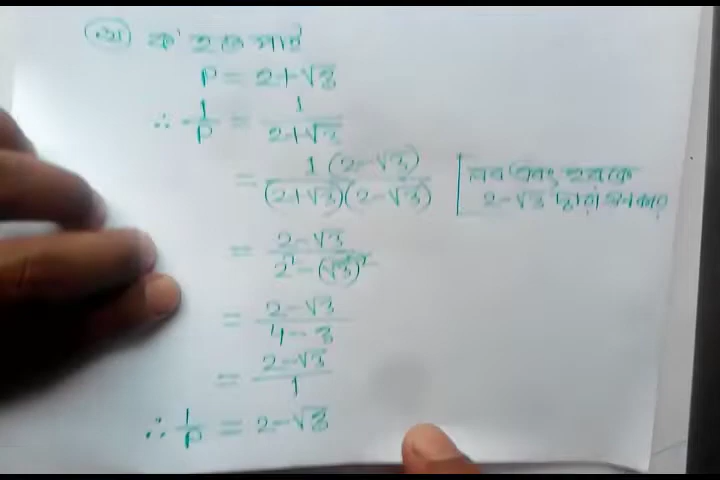 খ। ক হতে পাই
P = 2+√3
∴ 1/P = 1/(2+√3)
= 1(2-√3)/(2+√3)(2-√3) | লব এবং হরকে
2-√3 দ্বারা গুণ করে
= (2-√3)/(2² - (√3)²)
= (2-√3)/(4-3)
= (2-√3)/1
∴ 1/P = 2-√3